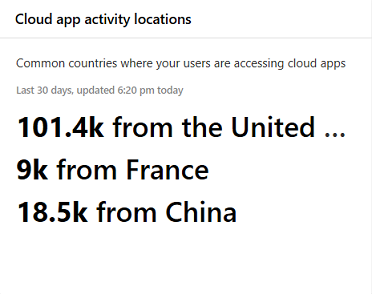 Cloud app activity locations
Common countries where your users are accessing cloud apps
Last 30 days, updated 6:20 pm today
101.4k from the United ...
9k from France
18.5k from China